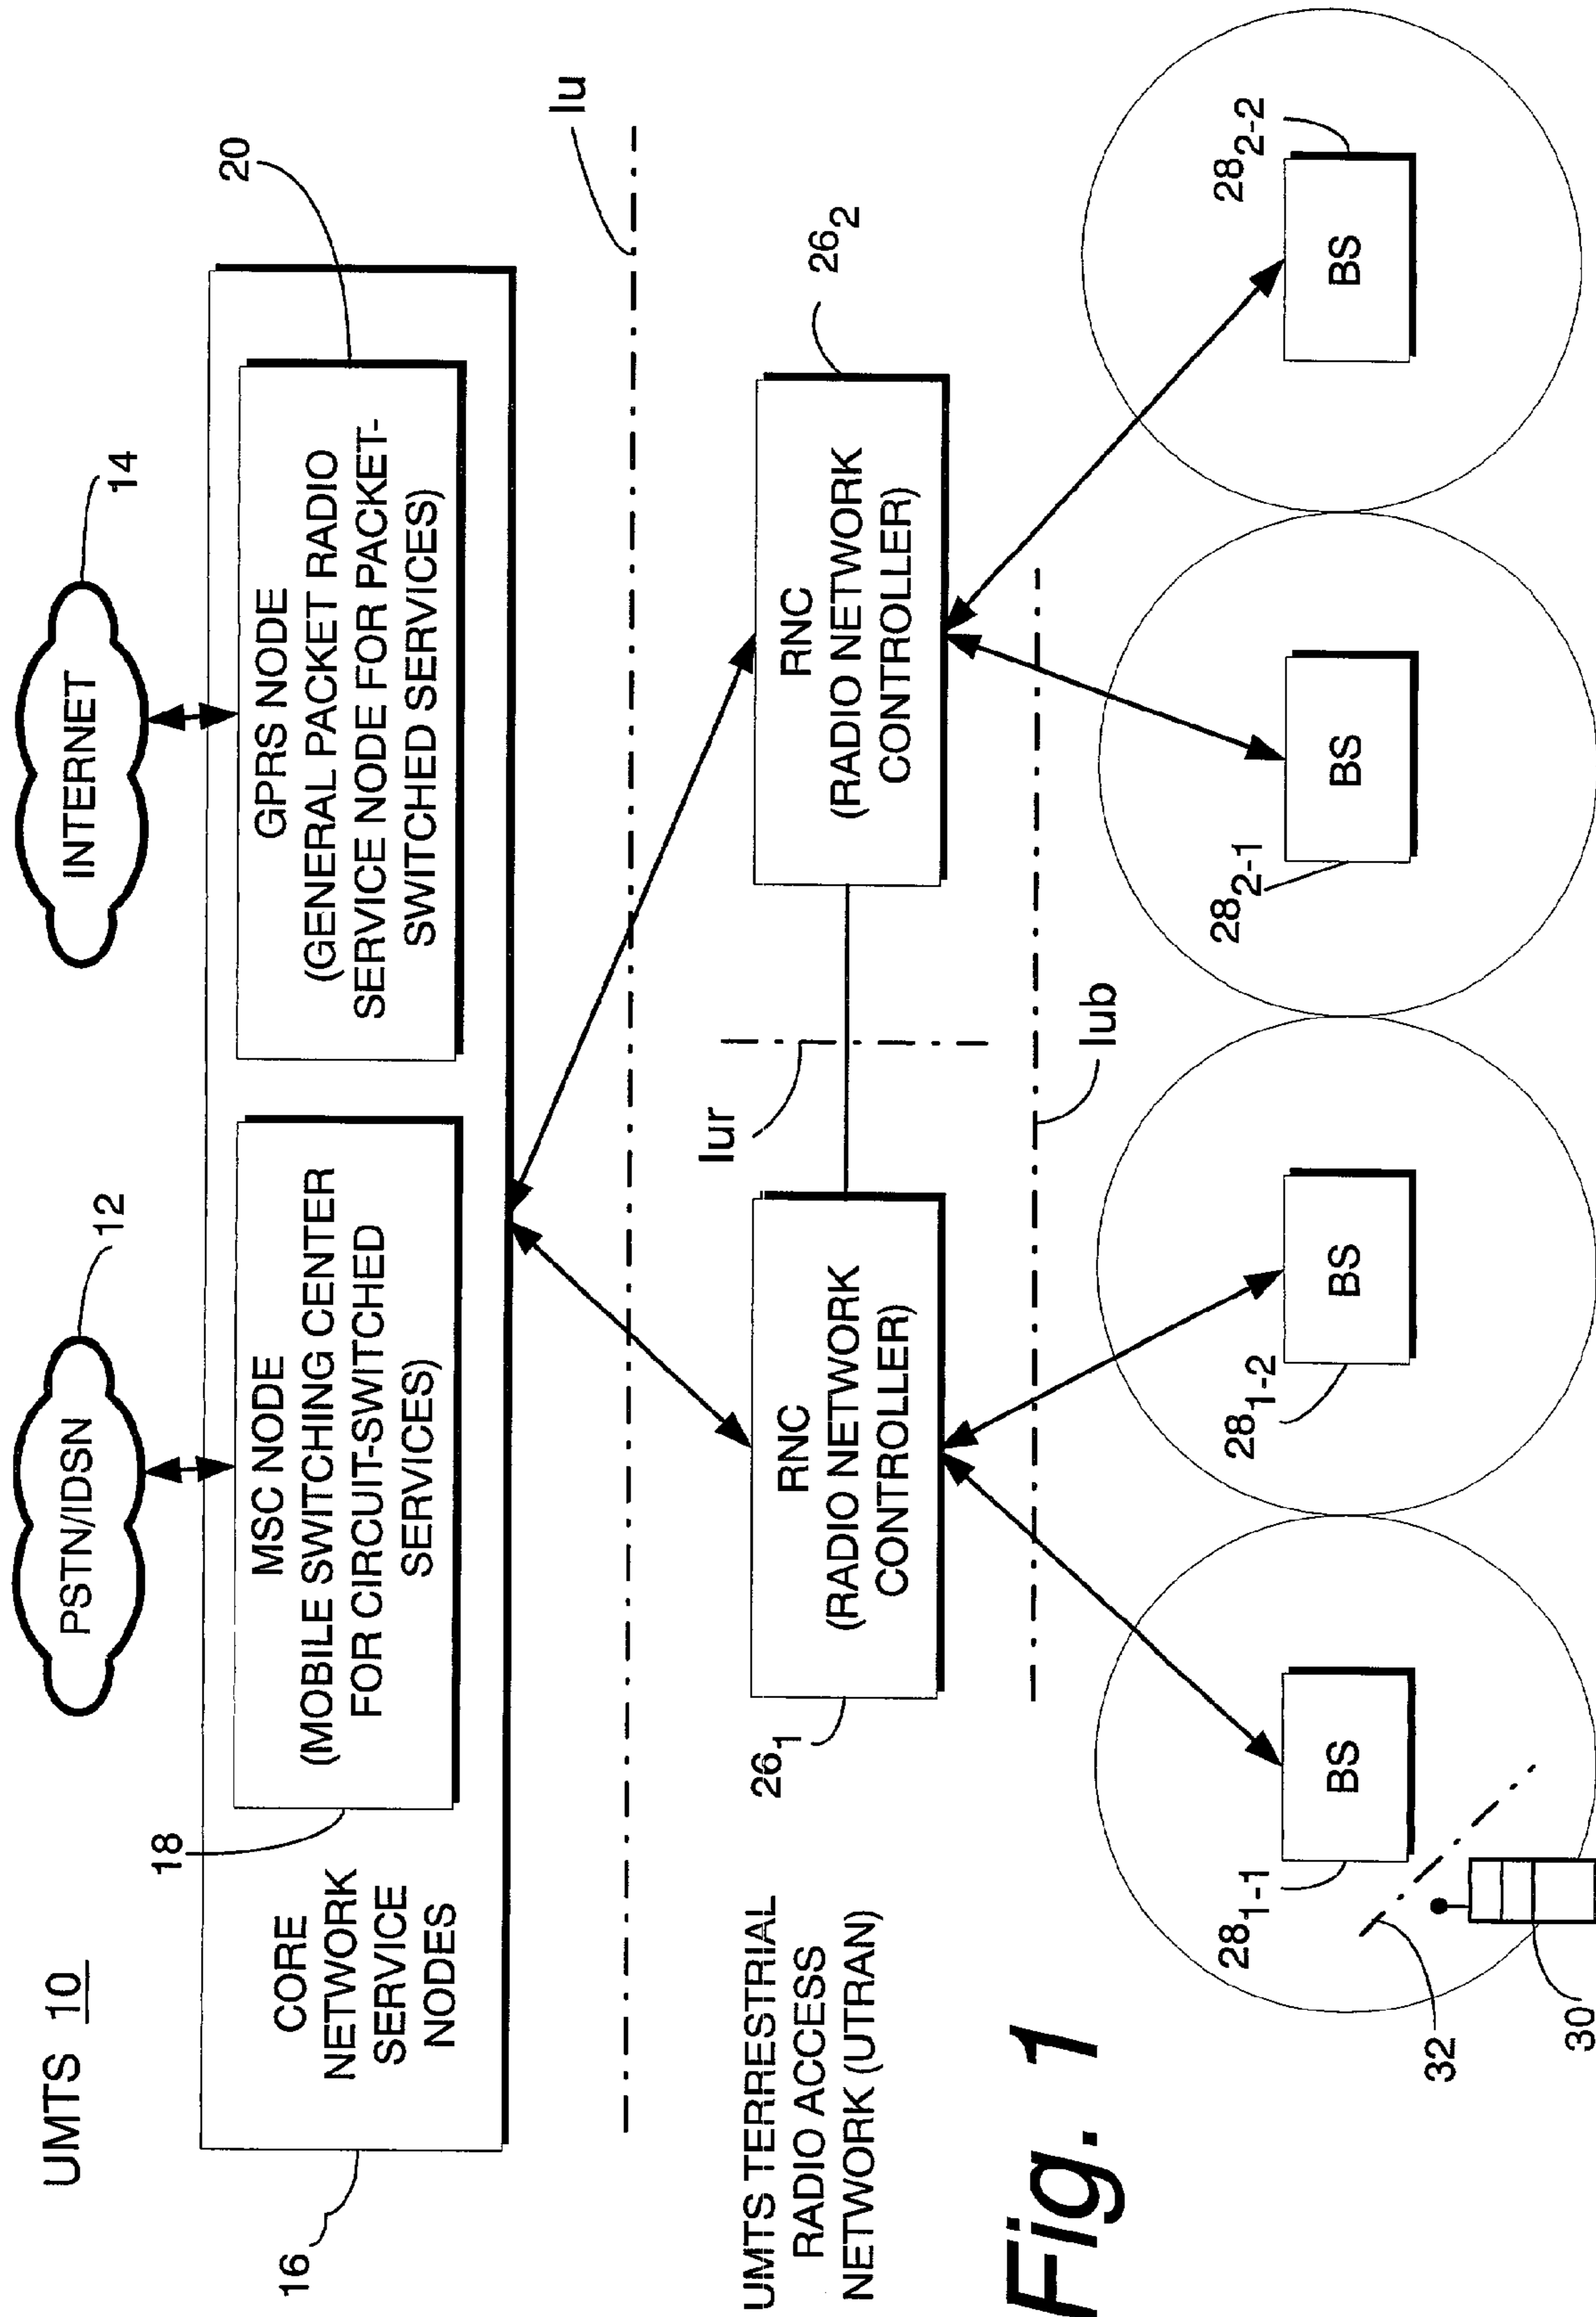 UMTS 10
PSTN/IDSN
12
INTERNET
14
16
CORE
NETWORK
SERVICE
NODES
18
MSC NODE
(MOBILE SWITCHING CENTER
FOR CIRCUIT-SWITCHED
SERVICES)
GPRS NODE
(GENERAL PACKET RADIO
SERVICE NODE FOR PACKET-
SWITCHED SERVICES)
20
Iu
UMTS TERRESTRIAL
RADIO ACCESS
NETWORK (UTRAN)
26₁
RNC
(RADIO NETWORK
CONTROLLER)
Iur
RNC
(RADIO NETWORK
CONTROLLER)
26₂
Iub
28₁₋₁
BS
28₁₋₂
BS
28₂₋₁
BS
28₂₋₂
BS
32
30
Fig. 1